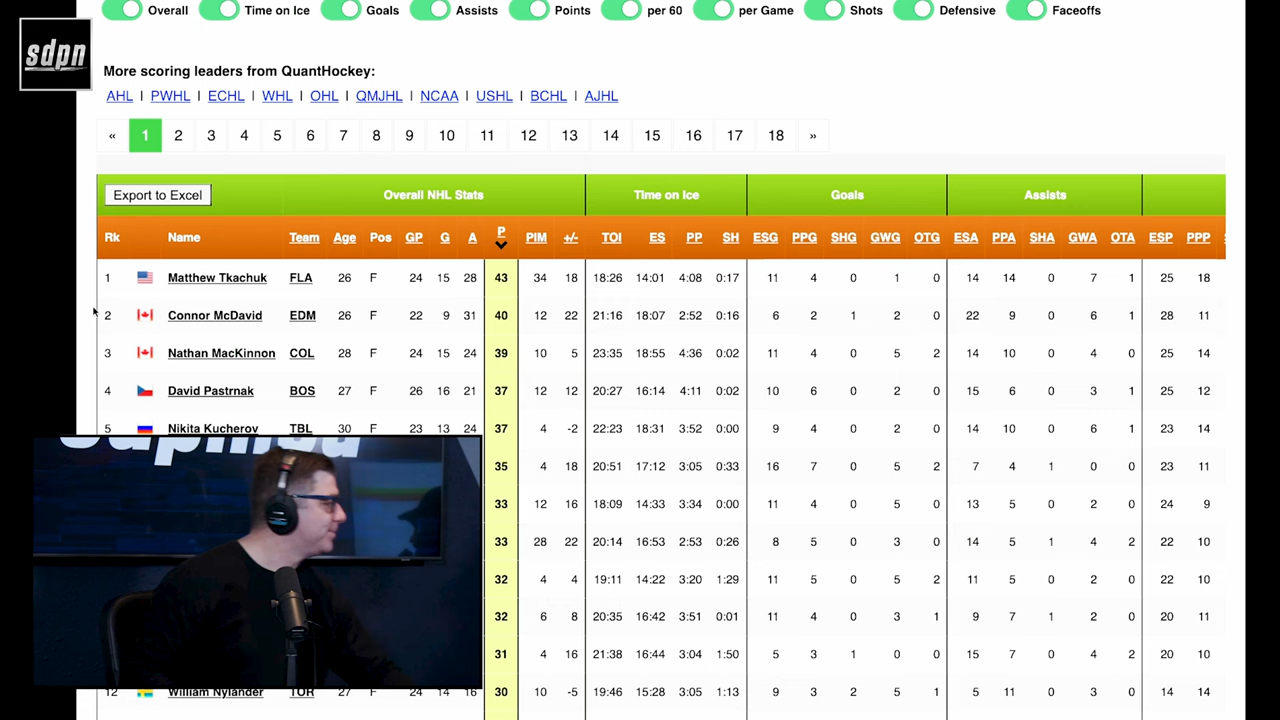 Overall Time on Ice Goals Assists Points per 60 per Game Shots Defensive Faceoffs
sdpn
More scoring leaders from QuantHockey:
AHL | PWHL | ECHL | WHL | OHL | QMJHL | NCAA | USHL | BCHL | AJHL
« 1 2 3 4 5 6 7 8 9 10 11 12 13 14 15 16 17 18 »
Export to Excel Overall NHL Stats Time on Ice Goals Assists
Rk Name Team Age Pos GP G A P PIM +/- TOI ES PP SH ESG PPG SHG GWG OTG ESA PPA SHA GWA OTA ESP PPP
1 Matthew Tkachuk FLA 26 F 24 15 28 43 34 18 18:26 14:01 4:08 0:17 11 4 0 1 0 14 14 0 7 1 25 18
2 Connor McDavid EDM 26 F 22 9 31 40 12 22 21:16 18:07 2:52 0:16 6 2 1 2 0 22 9 0 6 1 28 11
3 Nathan MacKinnon COL 28 F 24 15 24 39 10 5 23:35 18:55 4:36 0:02 11 4 0 5 2 14 10 0 4 0 25 14
4 David Pastrnak BOS 27 F 26 16 21 37 12 12 20:27 16:14 4:11 0:02 10 6 0 2 0 15 6 0 3 1 25 12
5 Nikita Kucherov TBL 30 F 23 13 24 37 4 -2 22:23 18:31 3:52 0:00 9 4 0 2 0 14 10 0 6 1 23 14
35 4 18 20:51 17:12 3:05 0:33 16 7 0 5 2 7 4 1 0 0 23 11
33 12 16 18:09 14:33 3:34 0:00 11 4 0 5 0 13 5 0 2 0 24 9
33 28 22 20:14 16:53 2:53 0:26 8 5 0 3 0 14 5 1 4 2 22 10
32 4 4 19:11 14:22 3:20 1:29 11 5 0 5 2 11 5 0 2 0 22 10
32 6 8 20:35 16:42 3:51 0:01 11 4 0 3 1 9 7 1 2 0 20 11
31 4 16 21:38 16:44 3:04 1:50 5 3 1 0 0 15 7 0 4 2 20 10
12 William Nylander TOR 27 F 24 14 16 30 10 -5 19:46 15:28 3:05 1:13 9 3 2 5 1 5 11 0 3 0 14 14